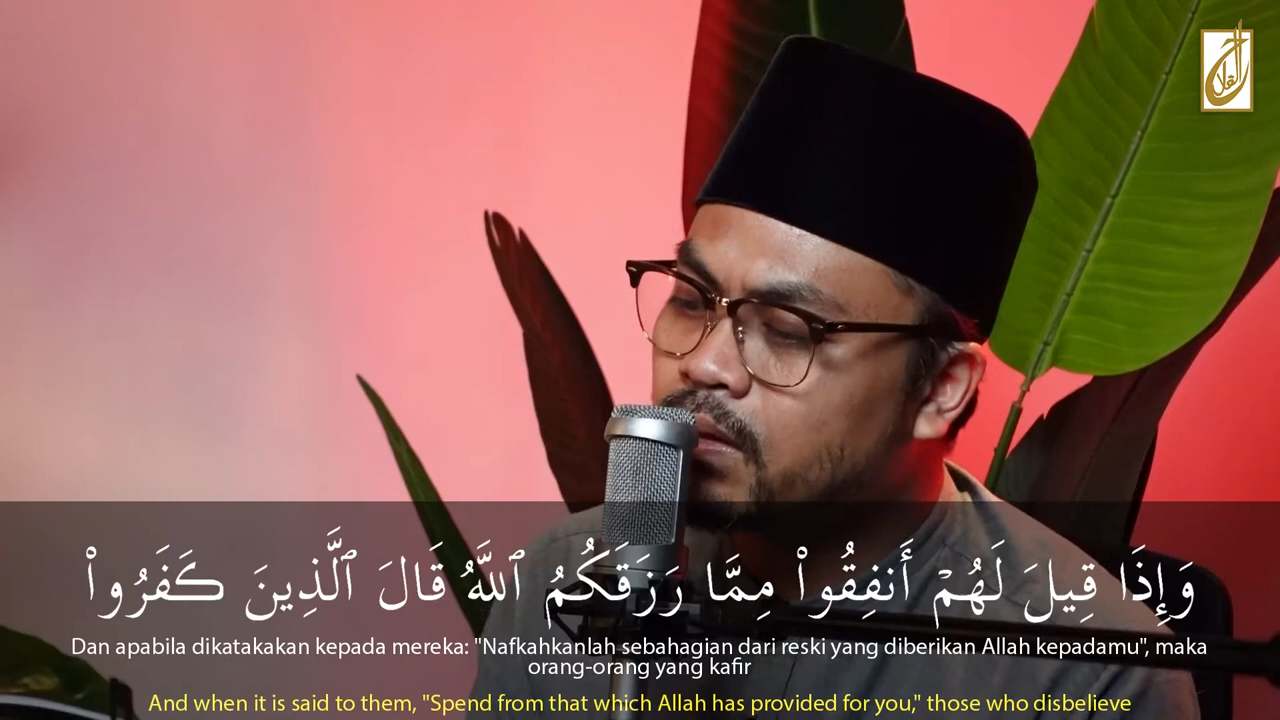 الفلاح
وَإِذَا قِيلَ لَهُمْ أَنفِقُوا۟ مِمَّا رَزَقَكُمُ ٱللَّهُ قَالَ ٱلَّذِينَ كَفَرُوا۟
Dan apabila dikatakakan kepada mereka: "Nafkahkanlah sebahagian dari reski yang diberikan Allah kepadamu", maka
orang-orang yang kafir
And when it is said to them, "Spend from that which Allah has provided for you," those who disbelieve